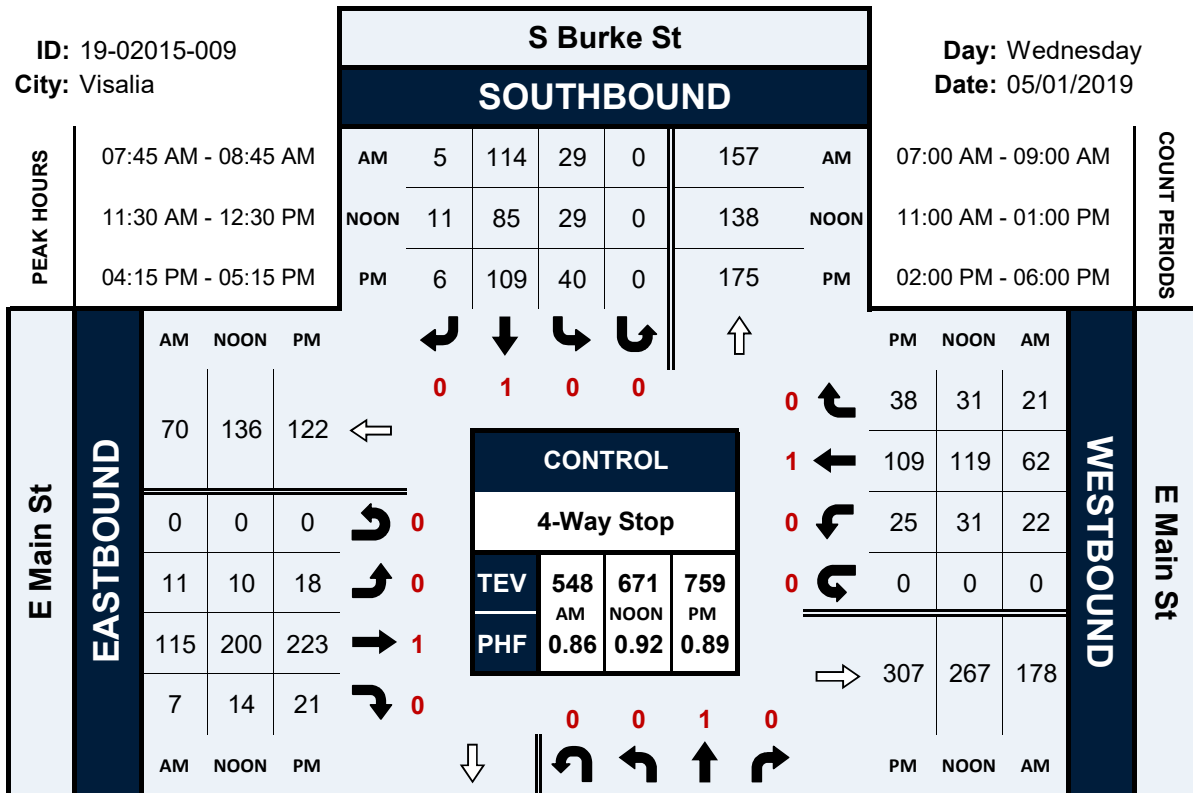 S Burke St
ID: 19-02015-009
Day: Wednesday
City: Visalia
Date: 05/01/2019
SOUTHBOUND
PEAK HOURS
07:45 AM - 08:45 AM
AM 5 114 29 0 157 AM
07:00 AM - 09:00 AM
COUNT PERIODS
11:30 AM - 12:30 PM
NOON 11 85 29 0 138 NOON
11:00 AM - 01:00 PM
04:15 PM - 05:15 PM
PM 6 109 40 0 175 PM
02:00 PM - 06:00 PM
0 1 0 0
E Main St
EASTBOUND
AM NOON PM
70 136 122
0 0 0 0
11 10 18 0
115 200 223 1
7 14 21 0
AM NOON PM
CONTROL
4-Way Stop
TEV 548 671 759
AM NOON PM
PHF 0.86 0.92 0.89
PM NOON AM
0 38 31 21
1 109 119 62
0 25 31 22
0 0 0 0
307 267 178
PM NOON AM
WESTBOUND
E Main St
0 0 1 0